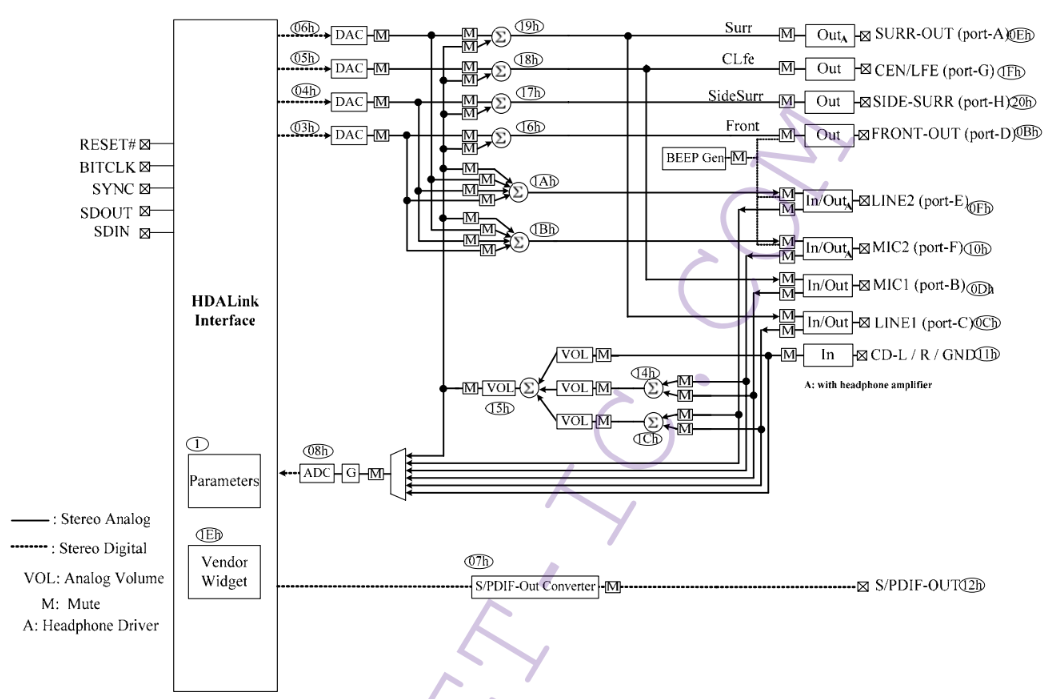 06h DAC M M M Σ 19h Surr M Out A SURR-OUT (port-A) 0Eh
05h DAC M M M Σ 18h CLfe M Out CEN/LFE (port-G) 1Fh
04h DAC M M M Σ 17h SideSurr M Out SIDE-SURR (port-H) 20h
03h DAC M M M Σ 16h Front M Out FRONT-OUT (port-D) 0Bh
BEEP Gen M
RESET#
BITCLK
SYNC
SDOUT
SDIN
M M M M Σ 1Ah M M In/Out A LINE2 (port-E) 0Fh
M M M M Σ 1Bh M M In/Out A MIC2 (port-F) 10h
M M In/Out MIC1 (port-B) 0Dh
M M In/Out LINE1 (port-C) 0Ch
M In CD-L / R / GND 11h
A: with headphone amplifier
HDALink
Interface
VOL M
M VOL 15h Σ VOL M Σ 14h M M
VOL M Σ 1Ch M M
08h
ADC G M
1
Parameters
1Eh
Vendor
Widget
07h
S/PDIF-Out Converter M S/PDIF-OUT 12h
: Stereo Analog
: Stereo Digital
VOL: Analog Volume
M: Mute
A: Headphone Driver